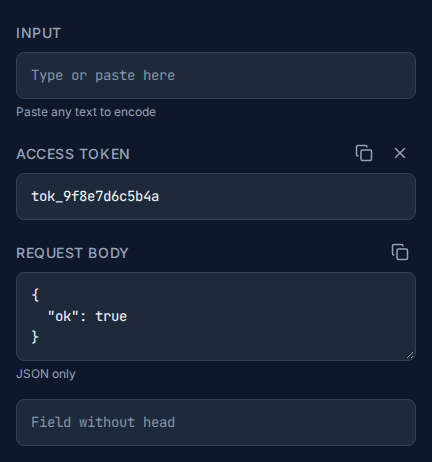 INPUT
Type or paste here
Paste any text to encode
ACCESS TOKEN
tok_9f8e7d6c5b4a
REQUEST BODY
{
  "ok": true
}
JSON only
Field without head